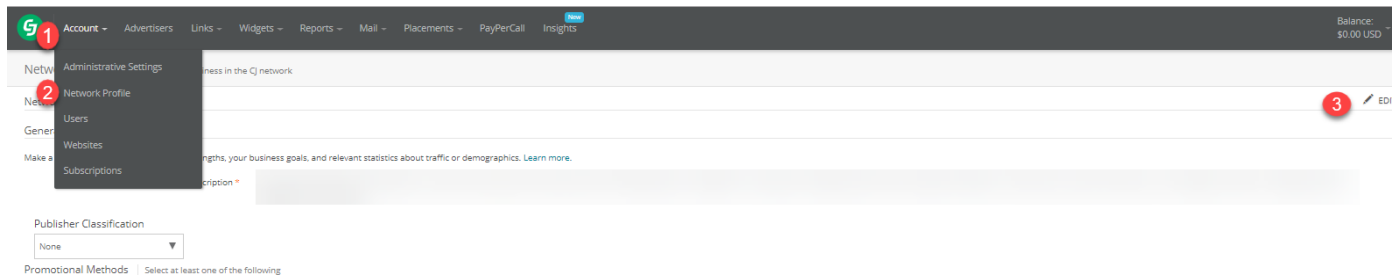 New
Account Advertisers Links Widgets Reports Mail Placements PayPerCall Insights
Balance:
$0.00 USD
1
Administrative Settings
Netw iness in the CJ network
2 Network Profile
Ne 3 EDI
Users
Gener
Websites
Make a ngths, your business goals, and relevant statistics about traffic or demographics. Learn more.
Subscriptions
cription *
Publisher Classification
None
Promotional Methods Select at least one of the following